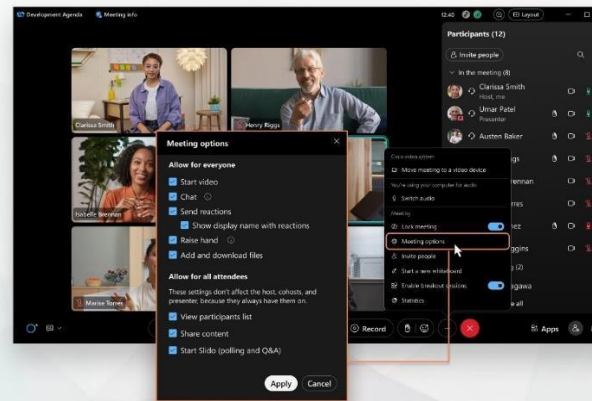 Development Agenda
Meeting info
12:40
Layout
Participants (12)
Invite people
In the meeting (8)
Clarissa Smith
Host, me
Umar Patel
Presenter
Austen Baker
Clarissa Smith
Henry Riggs
Isabelle Brennan
Marise Torres
Meeting options
Allow for everyone
Start video
Chat
Send reactions
Show display name with reactions
Raise hand
Add and download files
Allow for all attendees
These settings don't affect the host, cohosts, and
presenter, because they always have them on.
View participants list
Share content
Start Slido (polling and Q&A)
Apply
Cancel
Move meeting to a video device
You're using your computer for audio
Switch audio
Meeting
Lock meeting
Meeting options
Invite people
Start a new whiteboard
Enable breakout sessions
Statistics
Record
Apps